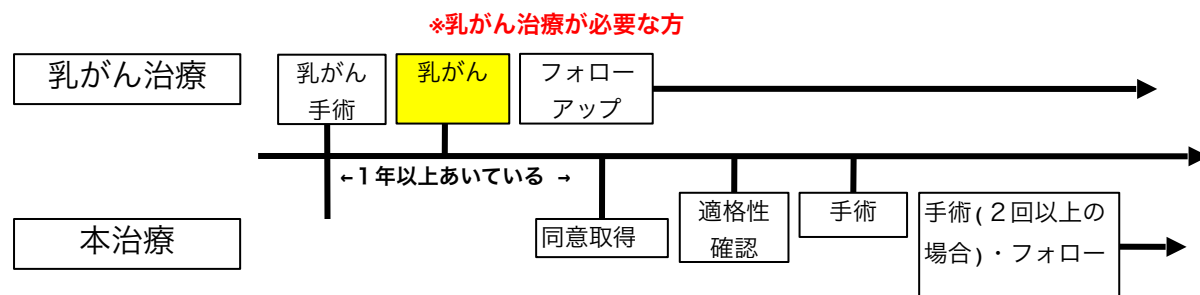 ※乳がん治療が必要な方
乳がん治療
乳がん
手術
乳がん
フォロー
アップ
←１年以上あいている →
本治療
同意取得
適格性
確認
手術
手術(２回以上の
場合)・フォロー